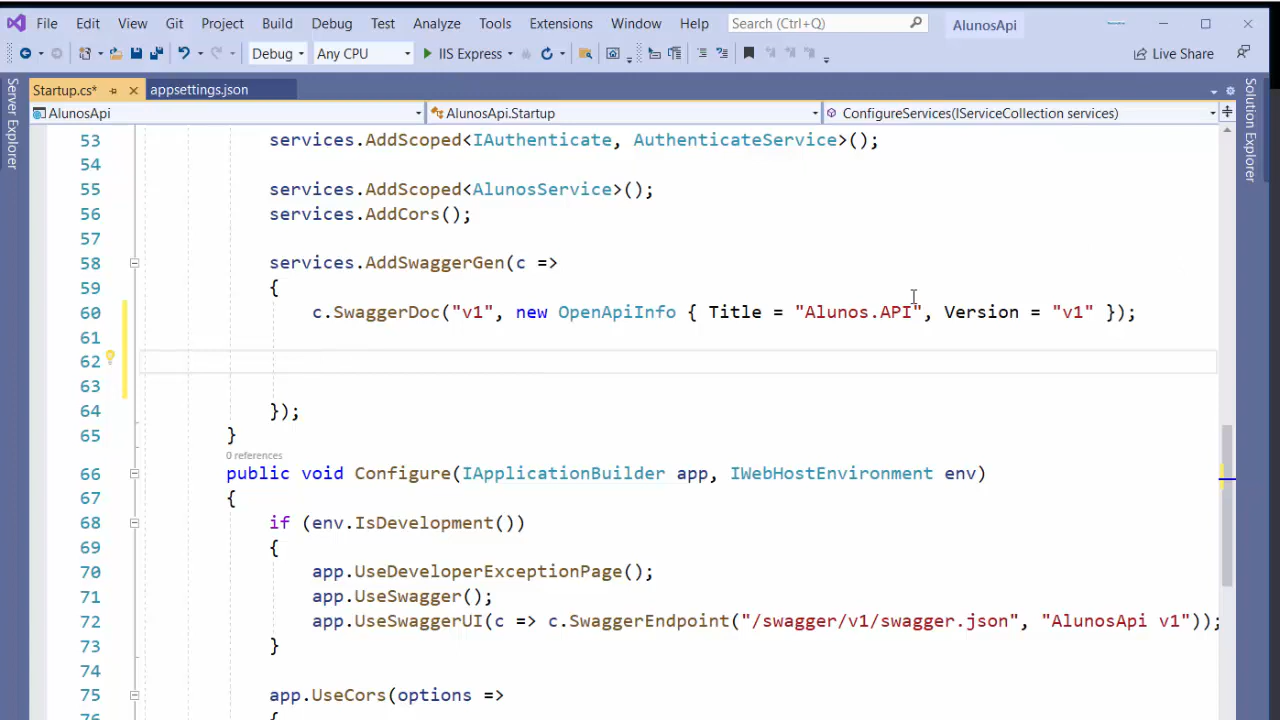 File Edit View Git Project Build Debug Test Analyze Tools Extensions Window Help Search (Ctrl+Q) AlunosApi
Debug Any CPU IIS Express Live Share
Startup.cs* appsettings.json
AlunosApi AlunosApi.Startup ConfigureServices(IServiceCollection services)
Server Explorer
Solution Explorer
53 services.AddScoped<IAuthenticate, AuthenticateService>();
54
55 services.AddScoped<AlunosService>();
56 services.AddCors();
57
58 services.AddSwaggerGen(c =>
59 {
60 c.SwaggerDoc("v1", new OpenApiInfo { Title = "Alunos.API", Version = "v1" });
61
62
63
64 });
65 }
0 references
66 public void Configure(IApplicationBuilder app, IWebHostEnvironment env)
67 {
68 if (env.IsDevelopment())
69 {
70 app.UseDeveloperExceptionPage();
71 app.UseSwagger();
72 app.UseSwaggerUI(c => c.SwaggerEndpoint("/swagger/v1/swagger.json", "AlunosApi v1"));
73 }
74
75 app.UseCors(options =>
76 {